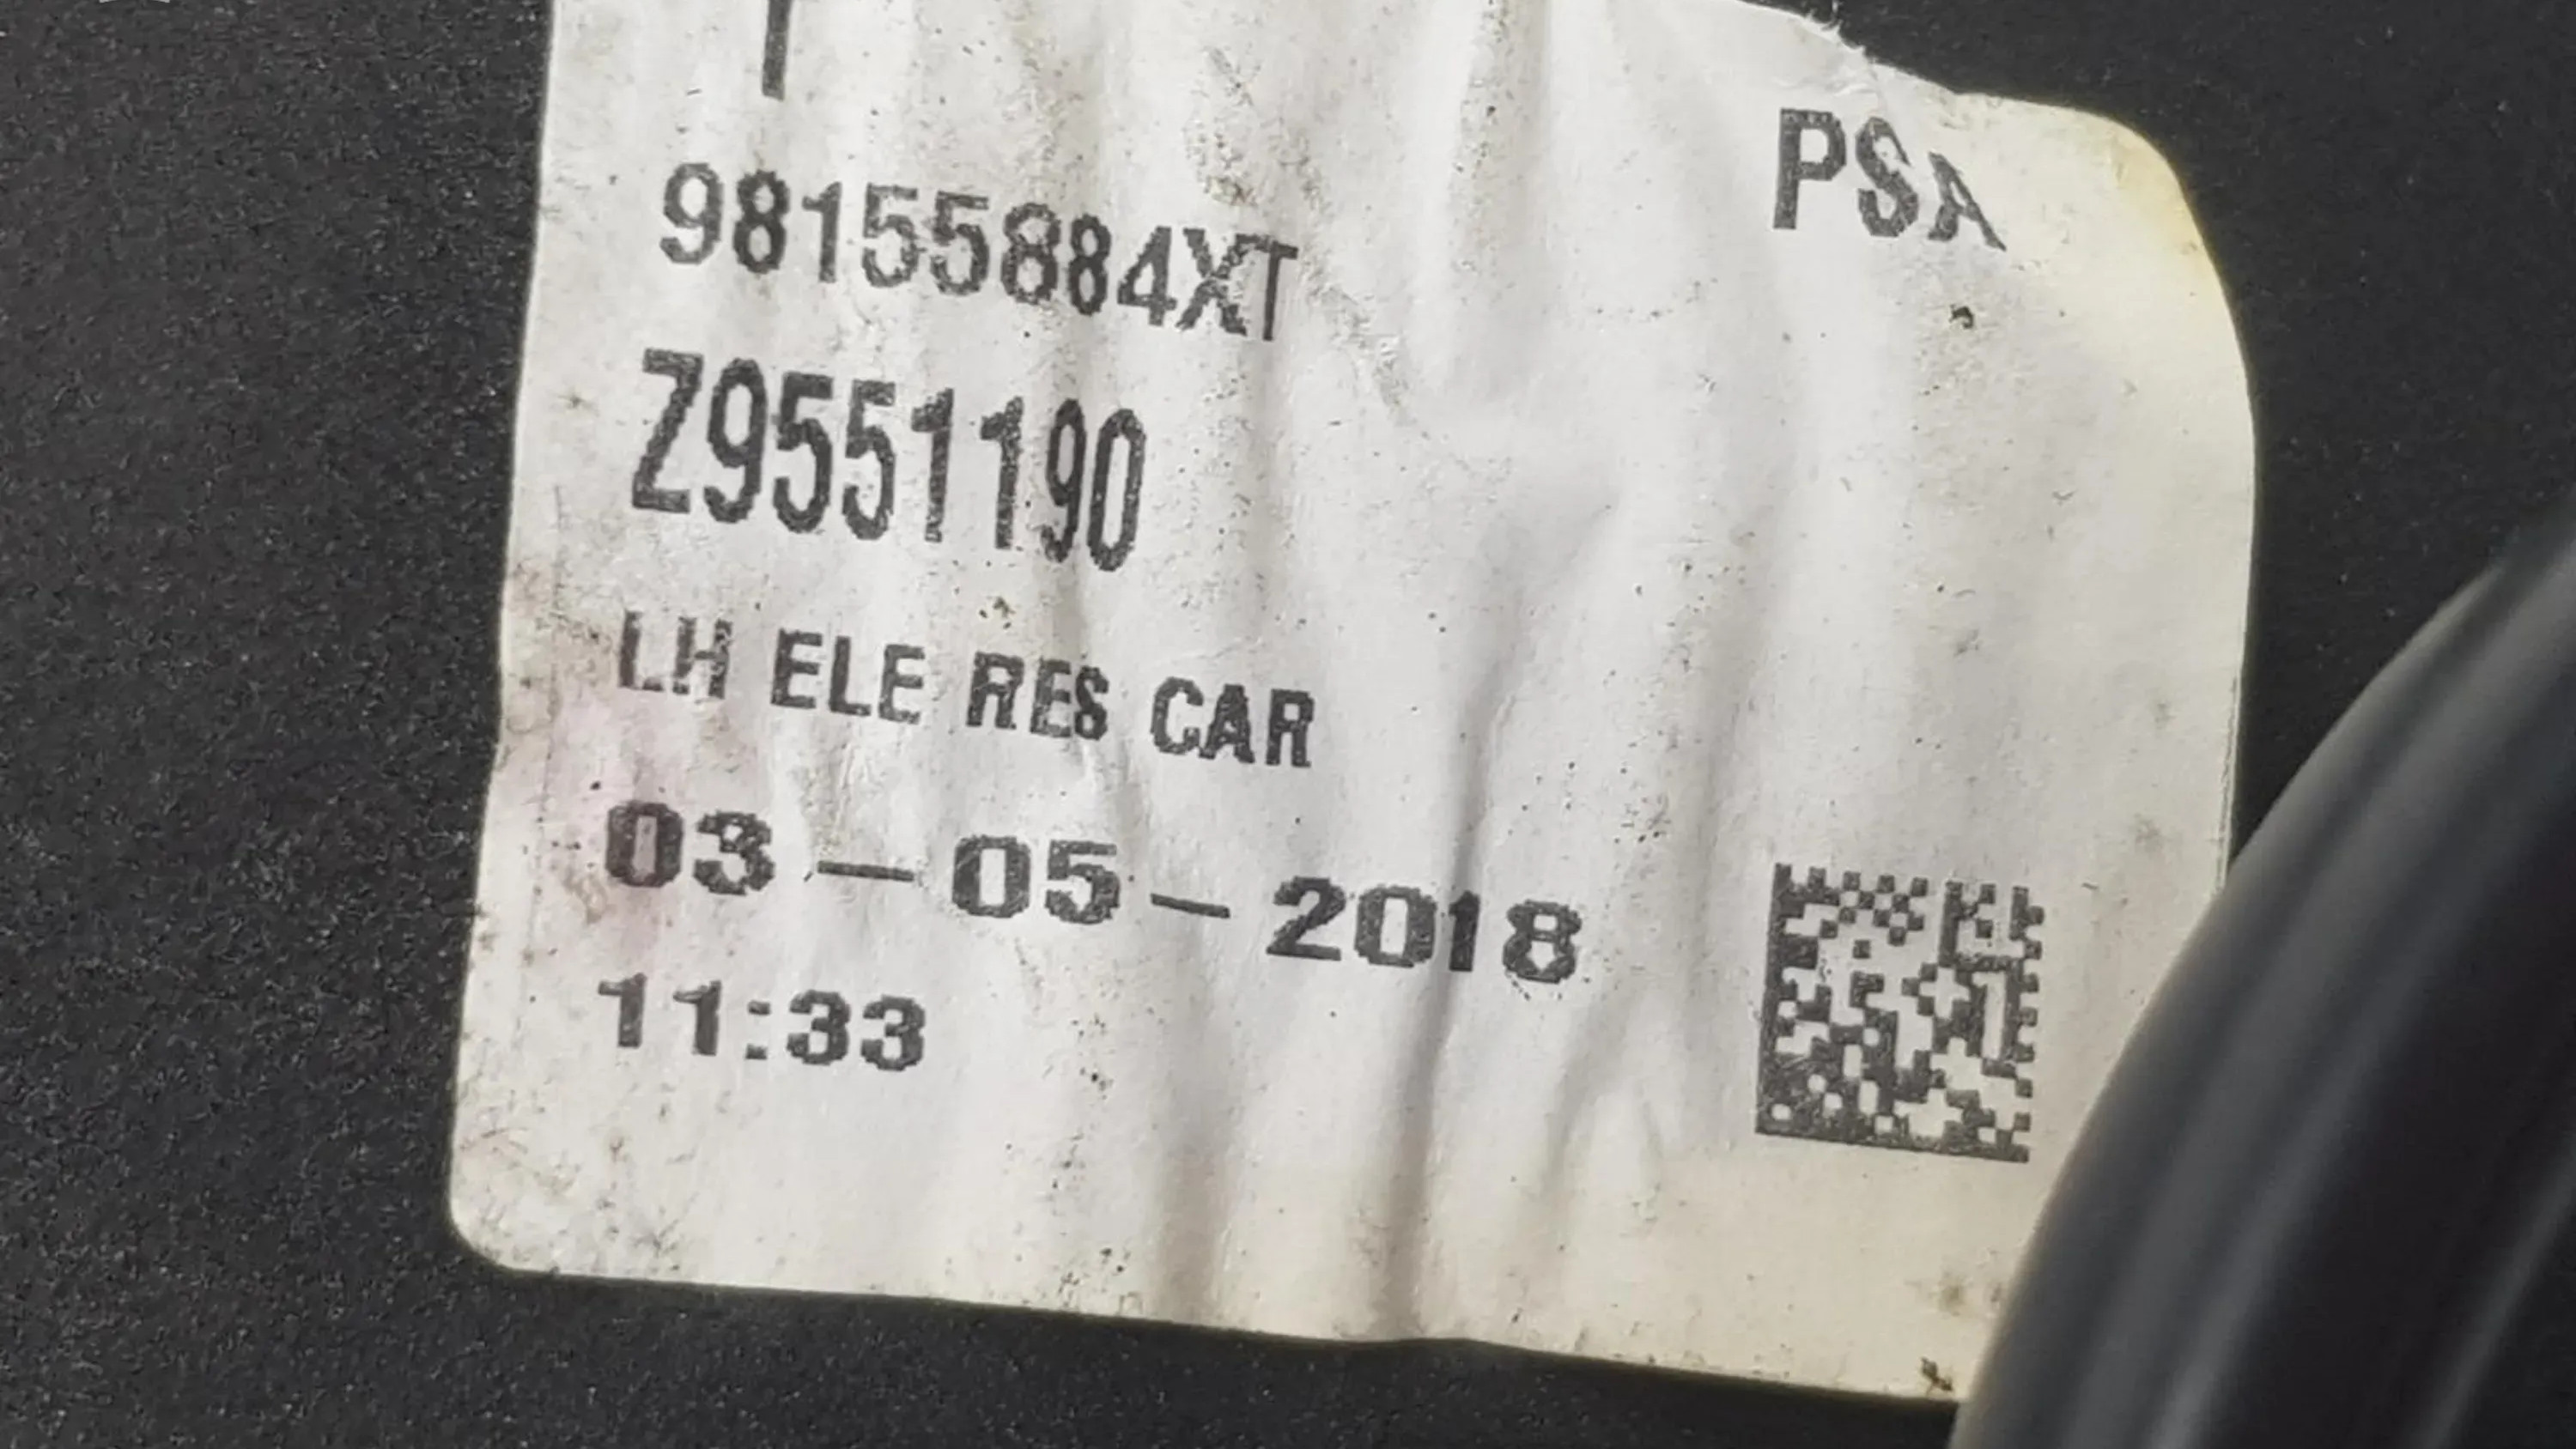 PSA
98155884XT
Z9551190
LH ELE RES CAR
03-05-2018
11:33